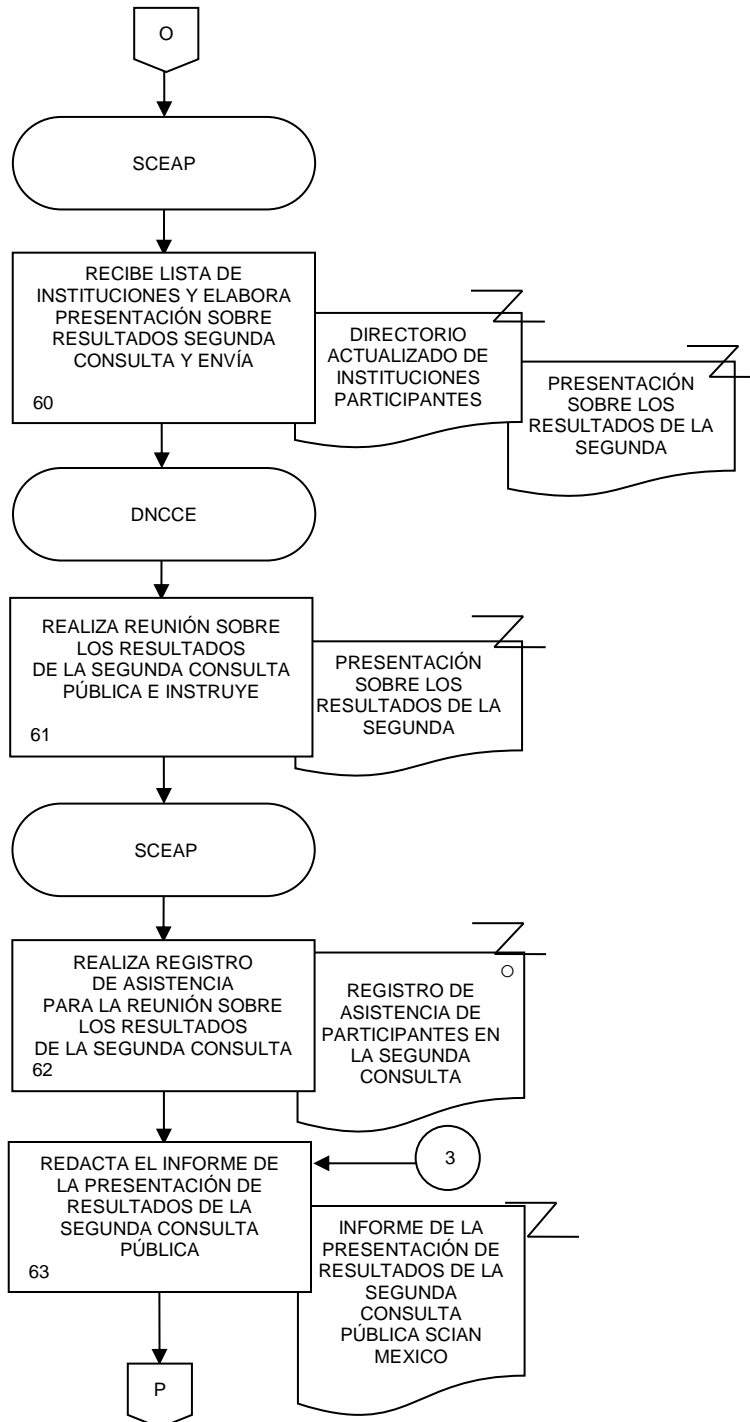 O
SCEAP
RECIBE LISTA DE
INSTITUCIONES Y ELABORA
PRESENTACIÓN SOBRE
RESULTADOS SEGUNDA
CONSULTA Y ENVÍA
60
DIRECTORIO
ACTUALIZADO DE
INSTITUCIONES
PARTICIPANTES
PRESENTACIÓN
SOBRE LOS
RESULTADOS DE LA
SEGUNDA
DNCCE
REALIZA REUNIÓN SOBRE
LOS RESULTADOS
DE LA SEGUNDA CONSULTA
PÚBLICA E INSTRUYE
61
PRESENTACIÓN
SOBRE LOS
RESULTADOS DE LA
SEGUNDA
SCEAP
REALIZA REGISTRO
DE ASISTENCIA
PARA LA REUNIÓN SOBRE
LOS RESULTADOS
DE LA SEGUNDA CONSULTA
62
O
REGISTRO DE
ASISTENCIA DE
PARTICIPANTES EN
LA SEGUNDA
CONSULTA
REDACTA EL INFORME DE
LA PRESENTACIÓN DE
RESULTADOS DE LA
SEGUNDA CONSULTA
PÚBLICA
63
3
INFORME DE LA
PRESENTACIÓN DE
RESULTADOS DE LA
SEGUNDA
CONSULTA
PÚBLICA SCIAN
MEXICO
P